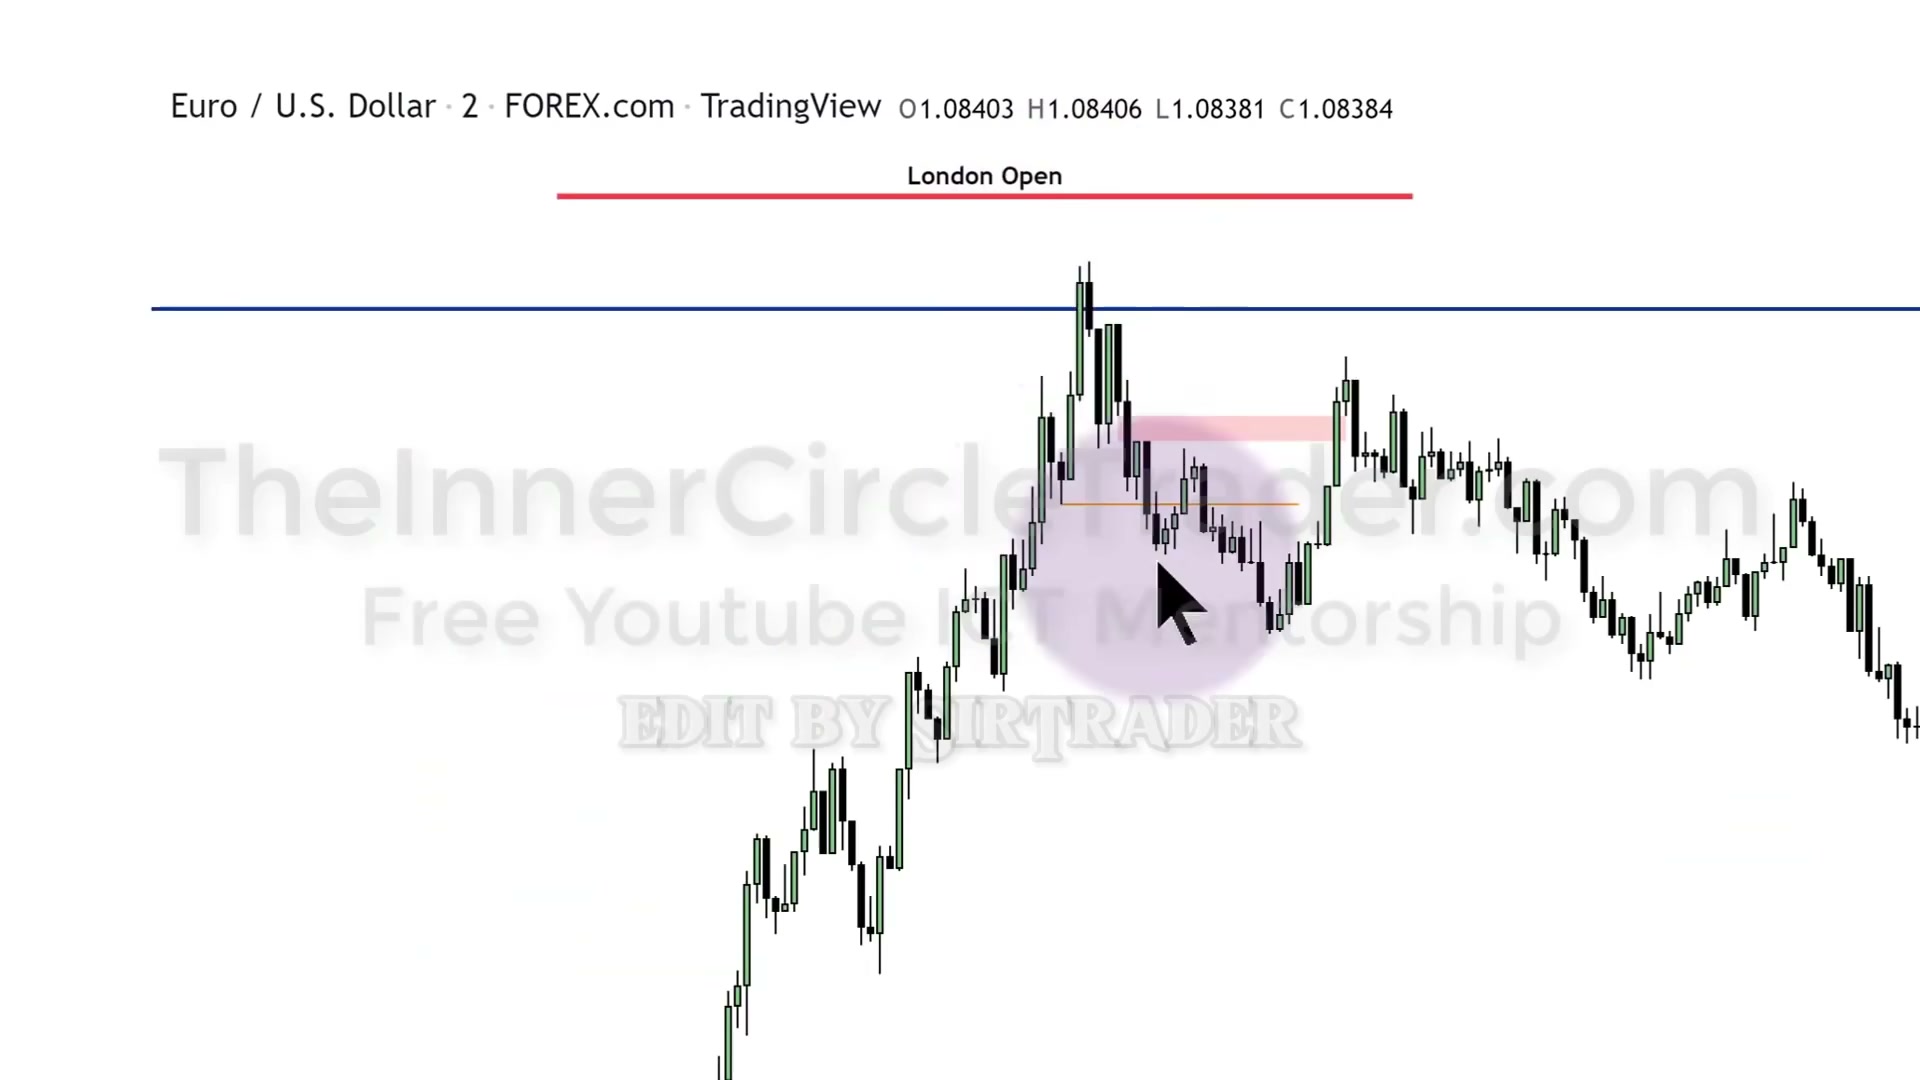 Euro / U.S. Dollar · 2 · FOREX.com · TradingView O1.08403 H1.08406 L1.08381 C1.08384
London Open
TheInnerCircleTrader.com
Free Youtube ICT Mentorship
EDIT BY SIRTRADER